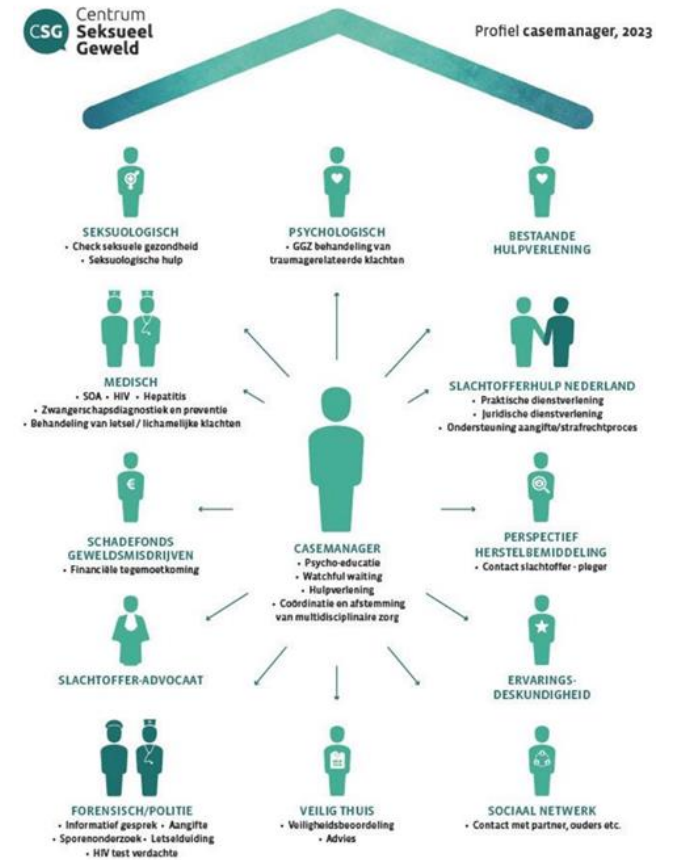 CSG
Centrum
Seksueel
Geweld
Profiel casemanager, 2023
SEKSUOLOGISCH
• Check seksuele gezondheid
• Seksuologische hulp
PSYCHOLOGISCH
• GGZ behandeling van
traumagerelateerde klachten
BESTAANDE
HULPVERLENING
MEDISCH
• SOA • HIV • Hepatitis
• Zwangerschapsdiagnostiek en preventie
• Behandeling van letsel / lichamelijke klachten
SLACHTOFFERHULP NEDERLAND
• Praktische dienstverlening
• Juridische dienstverlening
• Ondersteuning aangifte/strafrechtproces
€
SCHADEFONDS
GEWELDSMISDRIJVEN
• Financiële tegemoetkoming
CASEMANAGER
• Psycho-educatie
• Watchful waiting
• Hulpverlening
• Coördinatie en afstemming
van multidisciplinaire zorg
PERSPECTIEF
HERSTELBEMIDDELING
• Contact slachtoffer - pleger
SLACHTOFFER-ADVOCAAT
ERVARINGS-
DESKUNDIGHEID
FORENSISCH/POLITIE
• Informatief gesprek • Aangifte
• Sporenonderzoek • Letselduiding
• HIV test verdachte
VEILIG THUIS
• Veiligheidsbeoordeling
• Advies
SOCIAAL NETWERK
• Contact met partner, ouders etc.